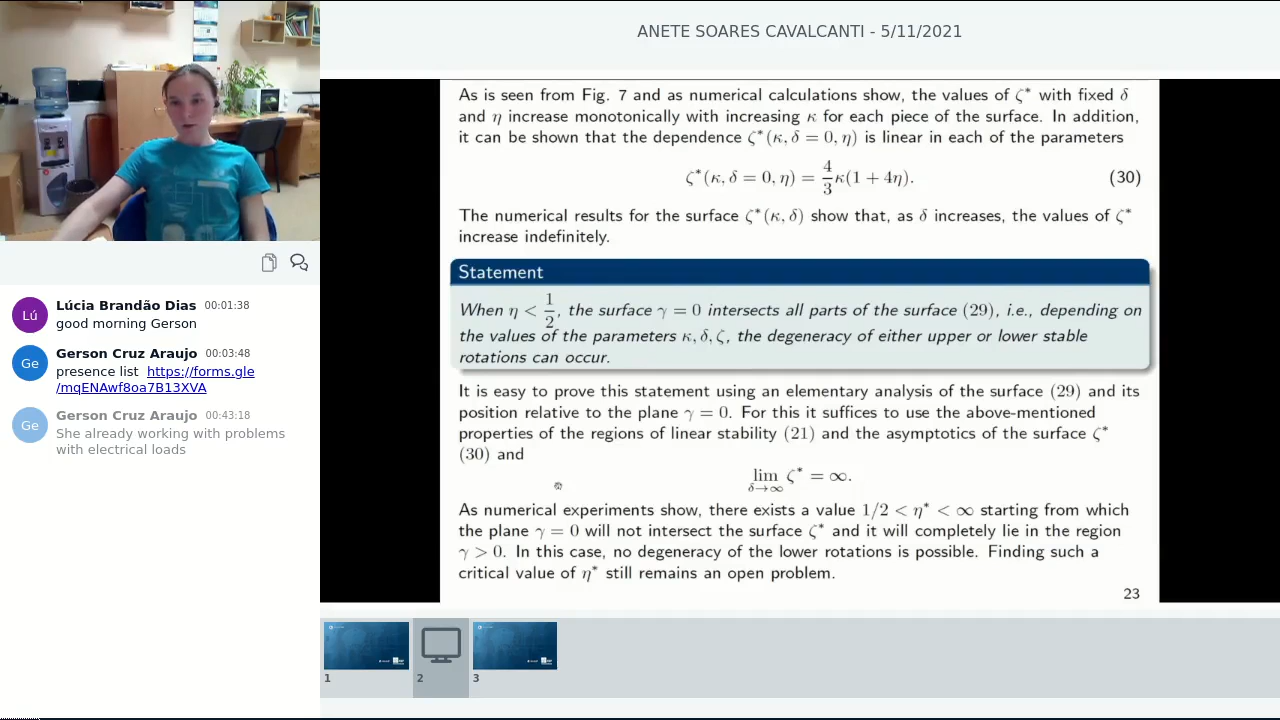 ANETE SOARES CAVALCANTI - 5/11/2021
Lú
Lúcia Brandão Dias 00:01:38
good morning Gerson
Ge
Gerson Cruz Araujo 00:03:48
presence list https://forms.gle
/mqENAwf8oa7B13XVA
Ge
Gerson Cruz Araujo 00:43:18
She already working with problems
with electrical loads
As is seen from Fig. 7 and as numerical calculations show, the values of ζ* with fixed δ
and η increase monotonically with increasing κ for each piece of the surface. In addition,
it can be shown that the dependence ζ*(κ, δ = 0, η) is linear in each of the parameters
ζ*(κ, δ = 0, η) = 4/3 κ(1 + 4η). (30)
The numerical results for the surface ζ*(κ, δ) show that, as δ increases, the values of ζ*
increase indefinitely.
Statement
When η < 1/2, the surface γ = 0 intersects all parts of the surface (29), i.e., depending on
the values of the parameters κ, δ, ζ, the degeneracy of either upper or lower stable
rotations can occur.
It is easy to prove this statement using an elementary analysis of the surface (29) and its
position relative to the plane γ = 0. For this it suffices to use the above-mentioned
properties of the regions of linear stability (21) and the asymptotics of the surface ζ*
(30) and
lim δ→∞ ζ* = ∞.
As numerical experiments show, there exists a value 1/2 < η* < ∞ starting from which
the plane γ = 0 will not intersect the surface ζ* and it will completely lie in the region
γ > 0. In this case, no degeneracy of the lower rotations is possible. Finding such a
critical value of η* still remains an open problem.
23
1
2
3